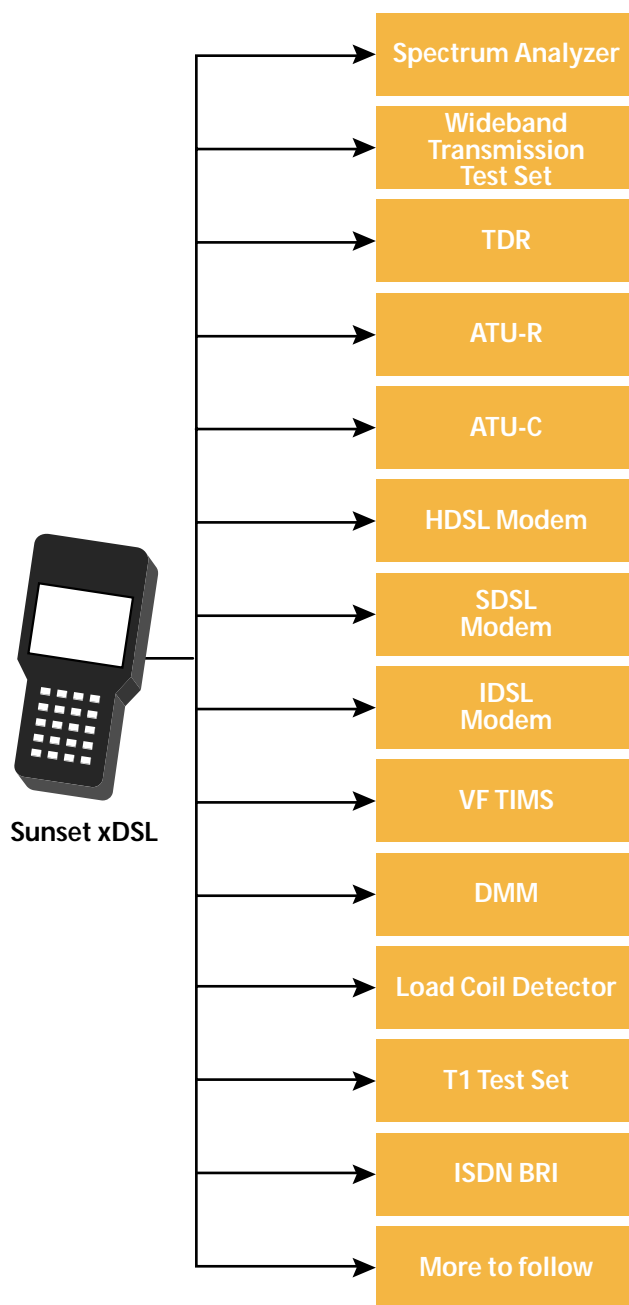 Spectrum Analyzer
Wideband
Transmission
Test Set
TDR
ATU-R
ATU-C
HDSL Modem
SDSL
Modem
IDSL
Modem
VF TIMS
Sunset xDSL
DMM
Load Coil Detector
T1 Test Set
ISDN BRI
More to follow